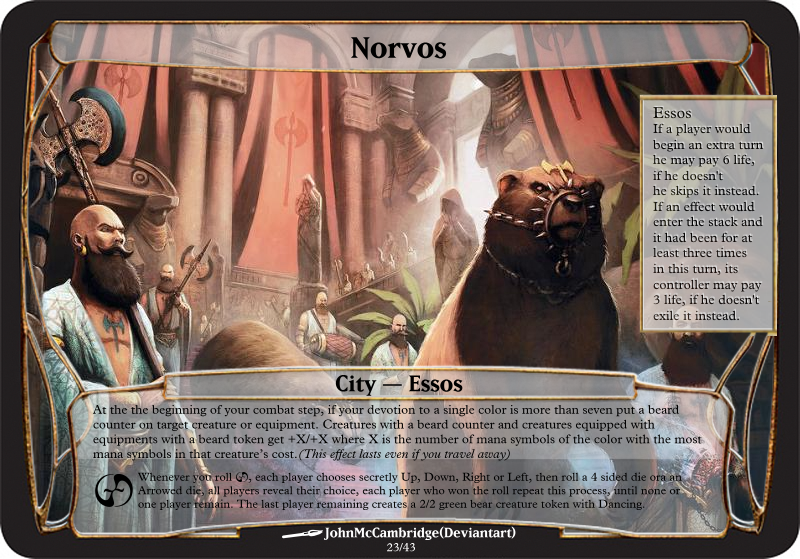 Norvos
Essos
If a player would
begin an extra turn
he may pay 6 life,
if he doesn't
he skips it instead.
If an effect would
enter the stack and
it had been for at
least three times
in this turn, its
controller may pay
3 life, if he doesn't
exile it instead.
City — Essos
At the the beginning of your combat step, if your devotion to a single color is more than seven put a beard
counter on target creature or equipment. Creatures with a beard counter and creatures equipped with
equipments with a beard token get +X/+X where X is the number of mana symbols of the color with the most
mana symbols in that creature's cost. (This effect lasts even if you travel away)
Whenever you roll , each player chooses secretly Up, Down, Right or Left, then roll a 4 sided die ora an
Arrowed die, all players reveal their choice, each player who won the roll repeat this process, until none or
one player remain. The last player remaining creates a 2/2 green bear creature token with Dancing.
JohnMcCambridge(Deviantart)
23/43